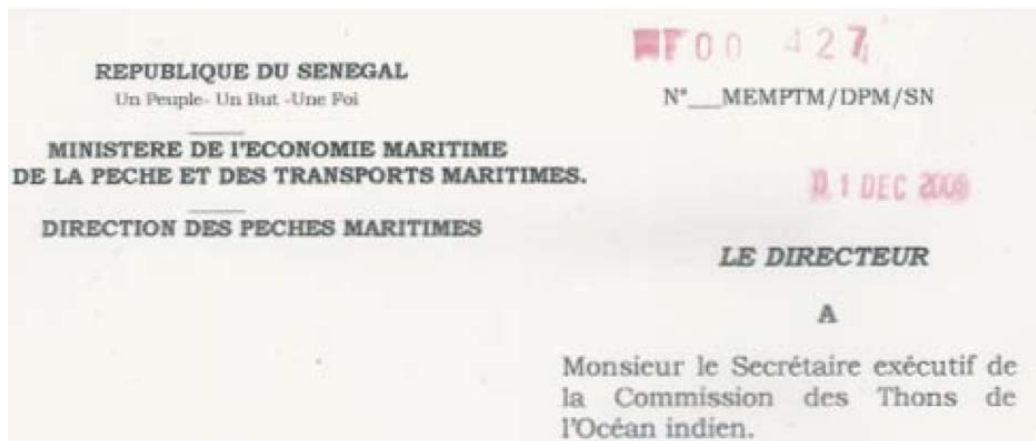 REPUBLIQUE DU SENEGAL
Un Peuple- Un But -Une Foi
MINISTERE DE l'ECONOMIE MARITIME
DE LA PECHE ET DES TRANSPORTS MARITIMES.
DIRECTION DES PECHES MARITIMES
00 427
N°___MEMPTM/DPM/SN
0.1 DEC
LE DIRECTEUR
A
Monsieur le Secrétaire exécutif de
la Commission des Thons de
l'Océan indien.